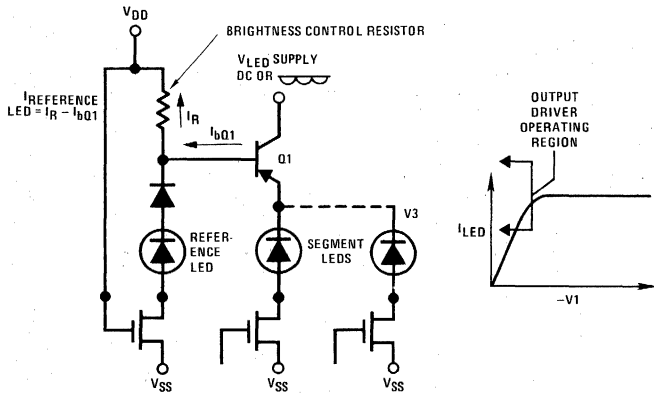 VDD
BRIGHTNESS CONTROL RESISTOR
VLED SUPPLY
DC OR
IREFERENCE
LED = IR – IbQ1
IR
IbQ1
Q1
REFER-
ENCE
LED
SEGMENT
LEDS
V3
VSS
VSS
VSS
OUTPUT
DRIVER
OPERATING
REGION
ILED
–V1